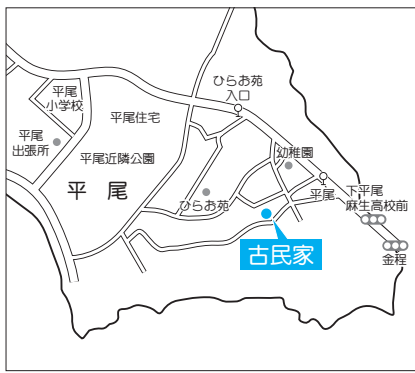 ひらお苑
入口
平尾
小学校
平尾住宅
平尾
出張所
幼稚園
平尾近隣公園
平尾
ひらお苑
平尾
下平尾
麻生高校前
古民家
金程